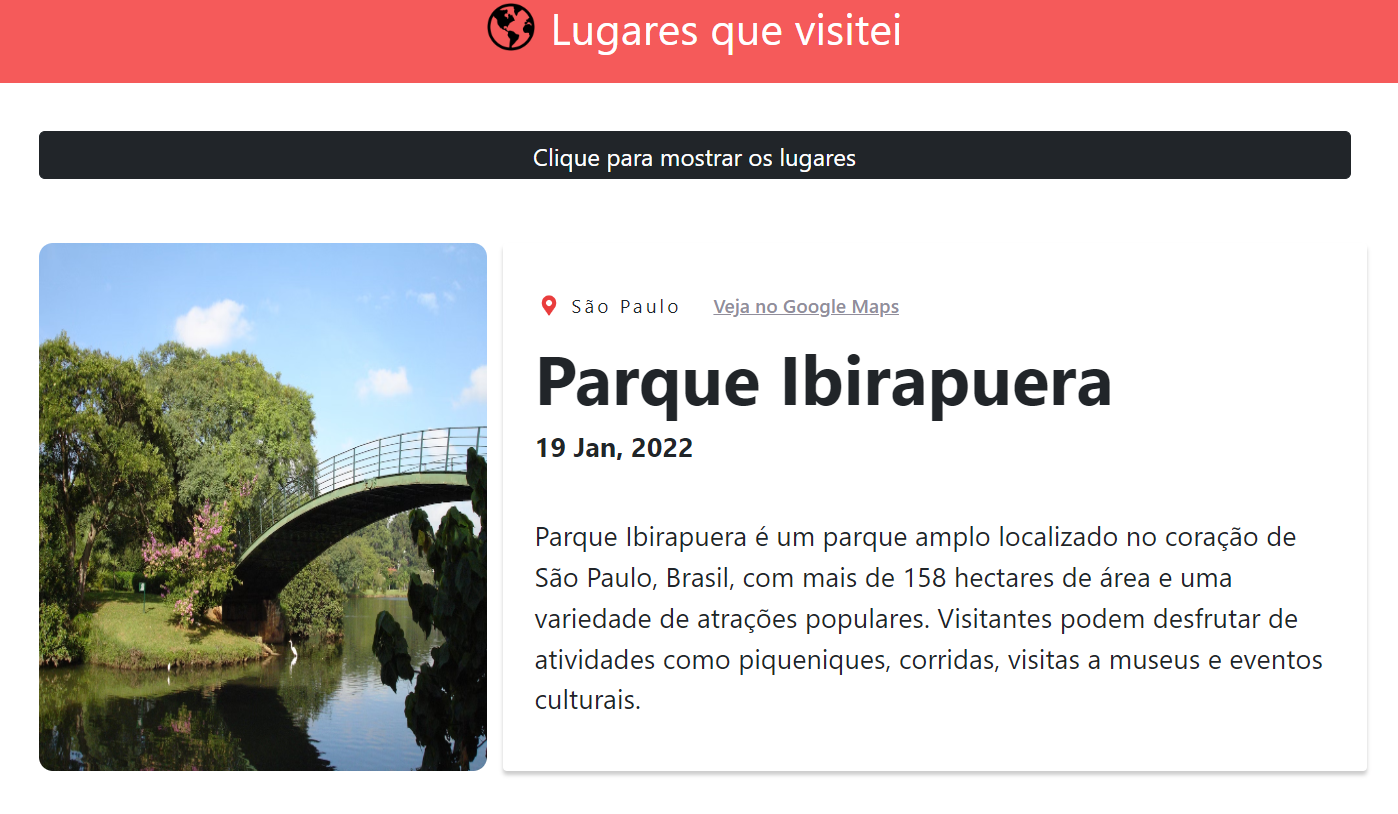 Lugares que visitei
Clique para mostrar os lugares
São Paulo Veja no Google Maps
Parque Ibirapuera
19 Jan, 2022
Parque Ibirapuera é um parque amplo localizado no coração de
São Paulo, Brasil, com mais de 158 hectares de área e uma
variedade de atrações populares. Visitantes podem desfrutar de
atividades como piqueniques, corridas, visitas a museus e eventos
culturais.